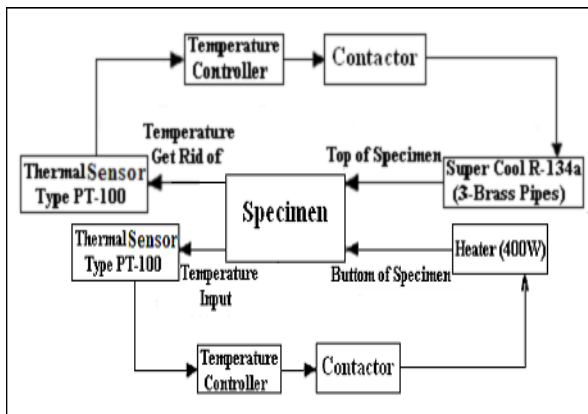 Temperature
Controller
Contactor
Temperature
Get Rid of
Top of Specimen
Thermal Sensor
Type PT-100
Super Cool R-134a
(3-Brass Pipes)
Specimen
Thermal Sensor
Type PT-100
Heater (400W)
Temperature
Input
Buttom of Specimen
Temperature
Controller
Contactor